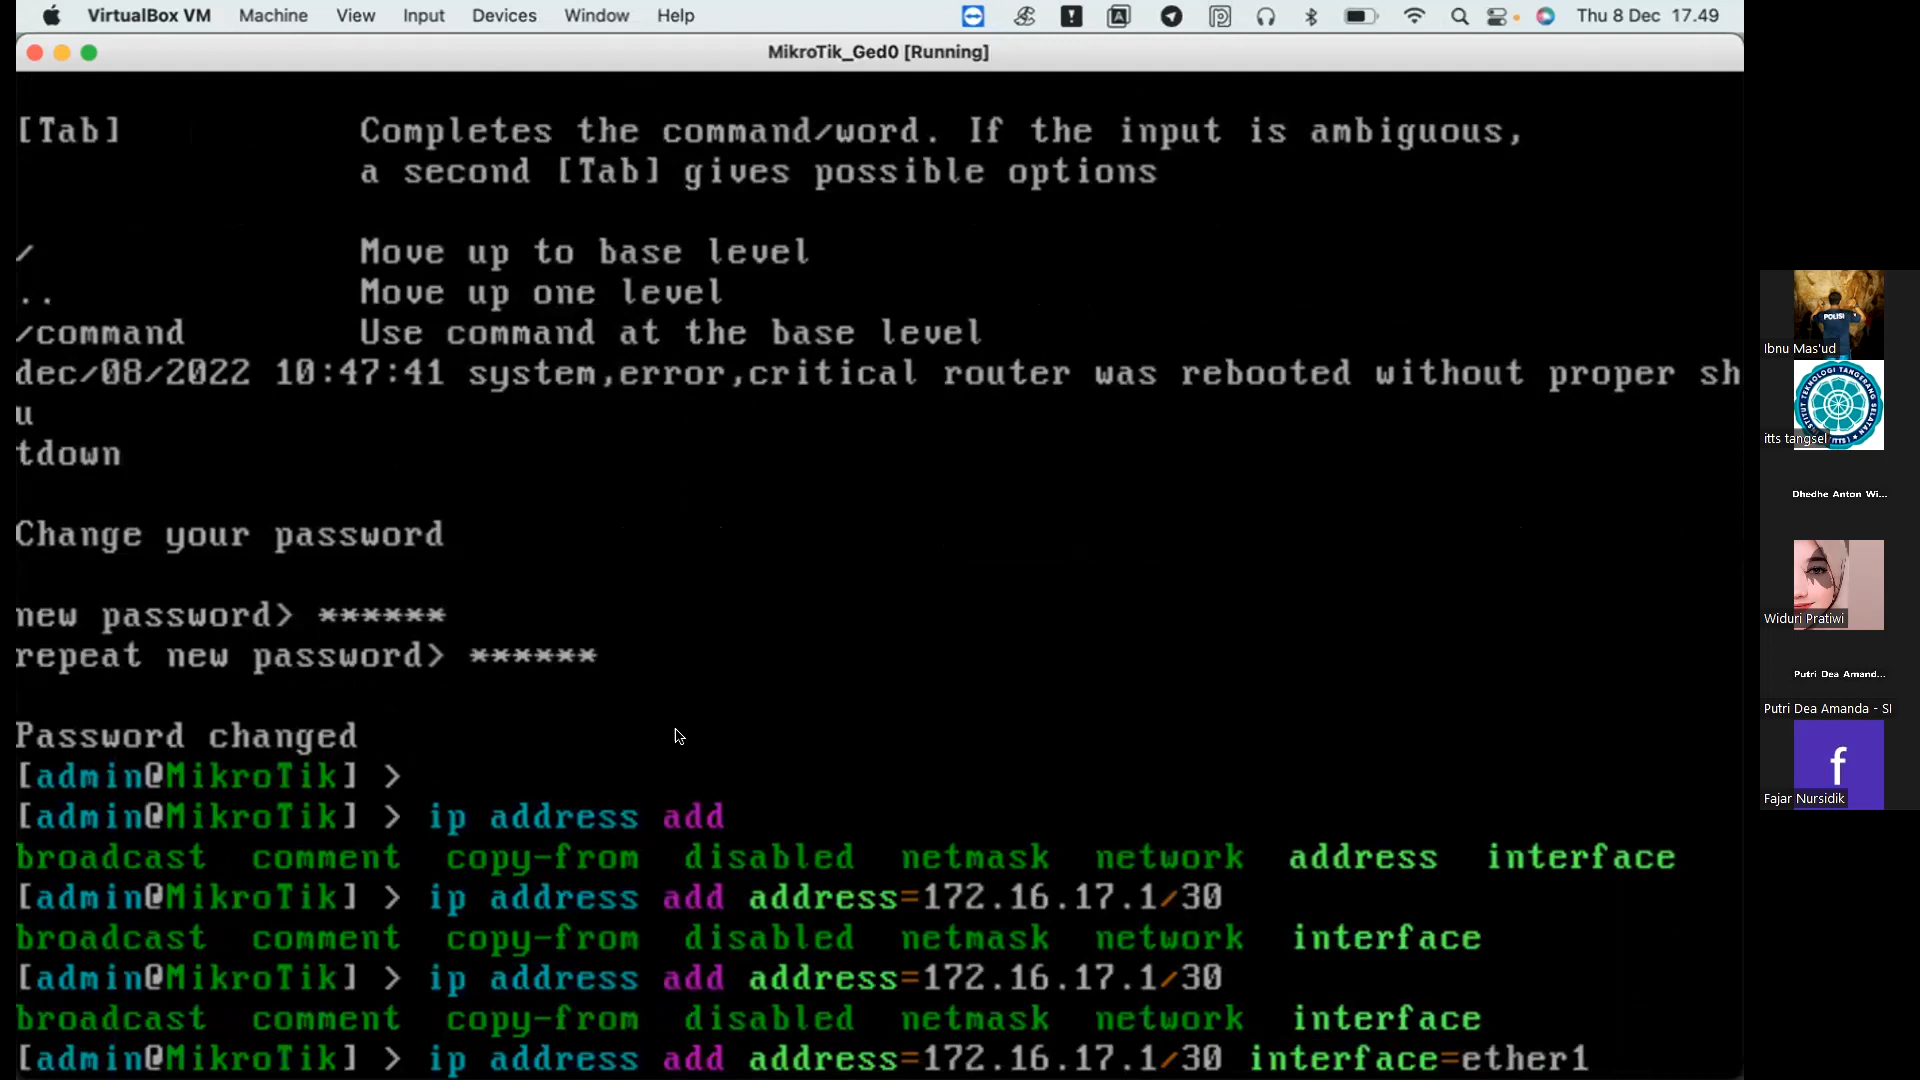 VirtualBox VM Machine View Input Devices Window Help Thu 8 Dec 17.49
MikroTik_Ged0 [Running]
[Tab] Completes the command/word. If the input is ambiguous,
a second [Tab] gives possible options
/ Move up to base level
.. Move up one level
/command Use command at the base level
dec/08/2022 10:47:41 system,error,critical router was rebooted without proper sh
u
tdown
Change your password
new password> ******
repeat new password> ******
Password changed
[admin@MikroTik] >
[admin@MikroTik] > ip address add
broadcast comment copy-from disabled netmask network address interface
[admin@MikroTik] > ip address add address=172.16.17.1/30
broadcast comment copy-from disabled netmask network interface
[admin@MikroTik] > ip address add address=172.16.17.1/30
broadcast comment copy-from disabled netmask network interface
[admin@MikroTik] > ip address add address=172.16.17.1/30 interface=ether1
POLISI
Ibnu Mas'ud
INSTITUT TEKNOLOGI TANGERANG SELATAN
itts tangsel
Dhedhe Anton Wi...
Widuri Pratiwi
Putri Dea Amand...
Putri Dea Amanda - SI
f
Fajar Nursidik